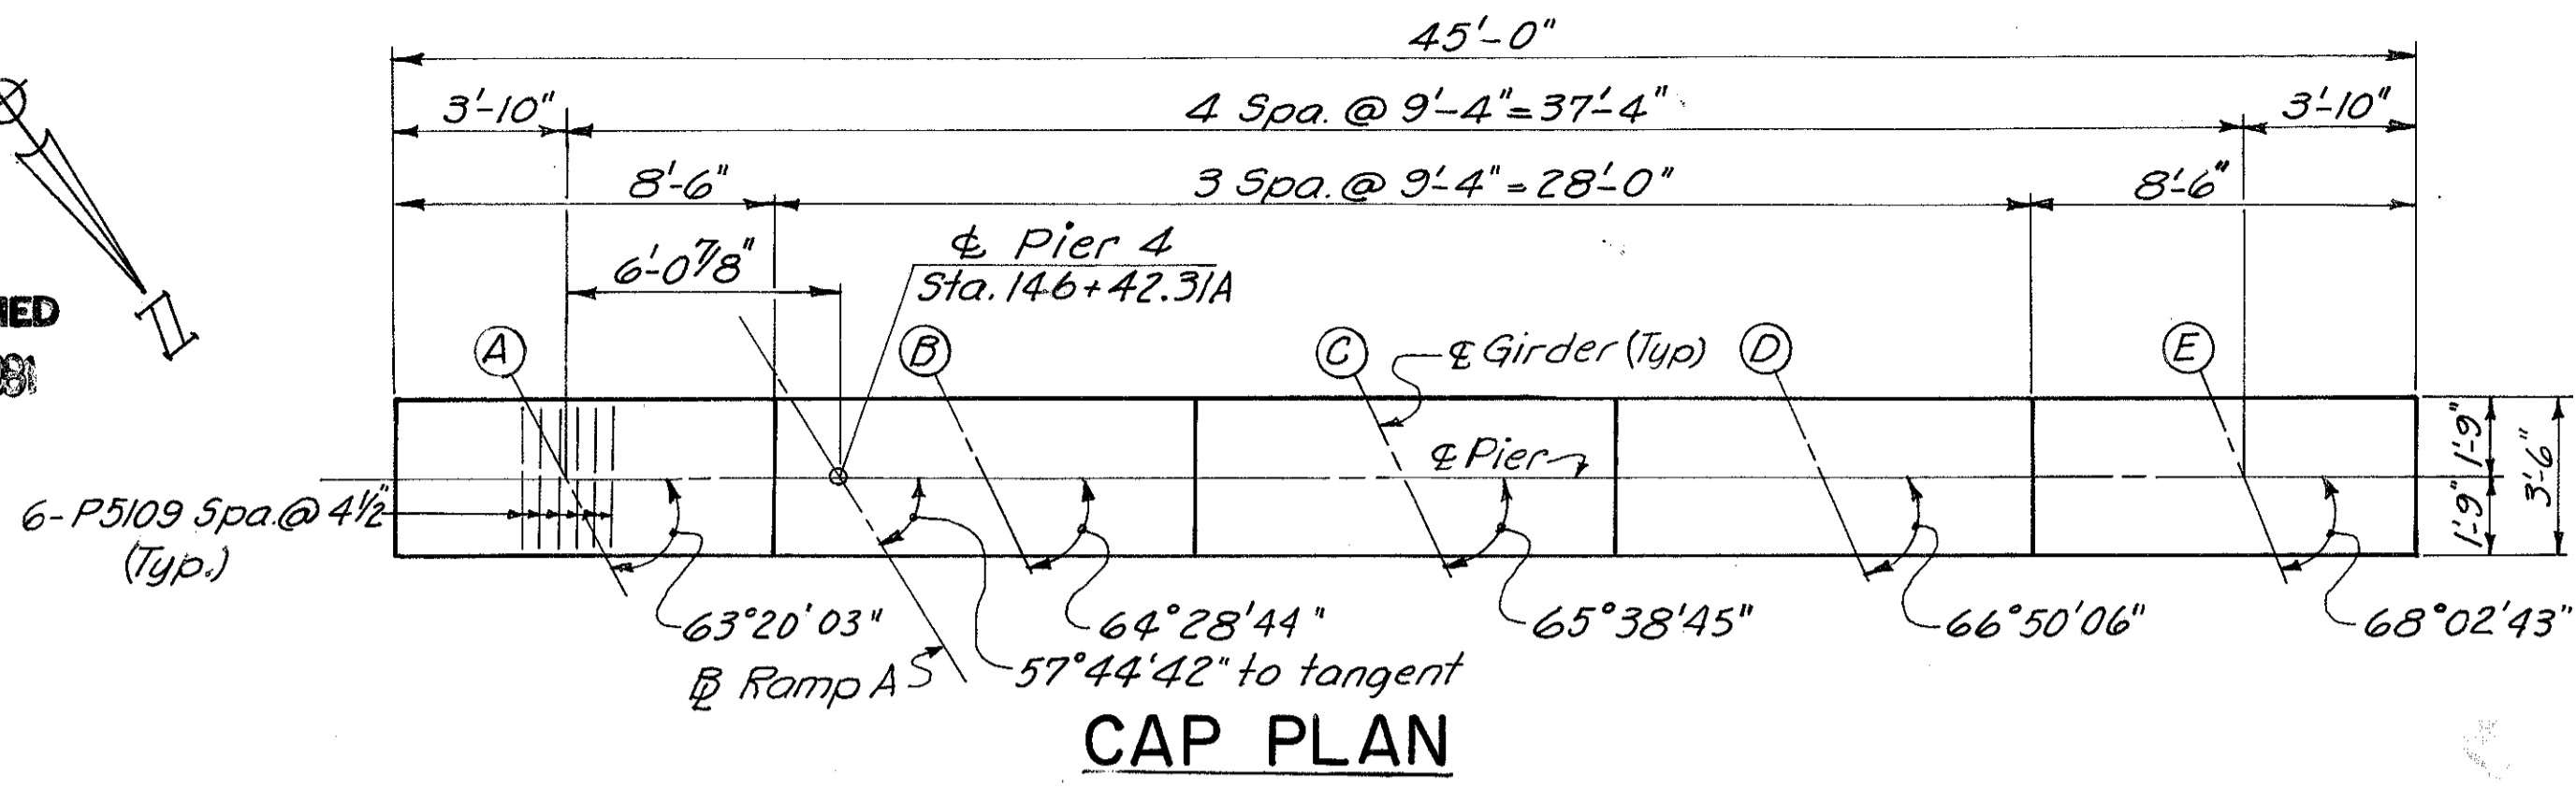 45'-0"
3'-10"
4 Spa. @ 9'-4"=37'-4"
3'-10"
8'-6"
3 Spa. @ 9'-4"=28'-0"
8'-6"
6'-0 7/8"
℄ Pier 4
Sta. 146+42.31A
A
B
C
℄ Girder (Typ)
D
E
℄ Pier
1'-9"
1'-9"
3'-6"
6-P5109 Spa.@ 4½"
(Typ.)
63°20'03"
64°28'44"
65°38'45"
66°50'06"
68°02'43"
57°44'42" to tangent
Ramp A
CAP PLAN